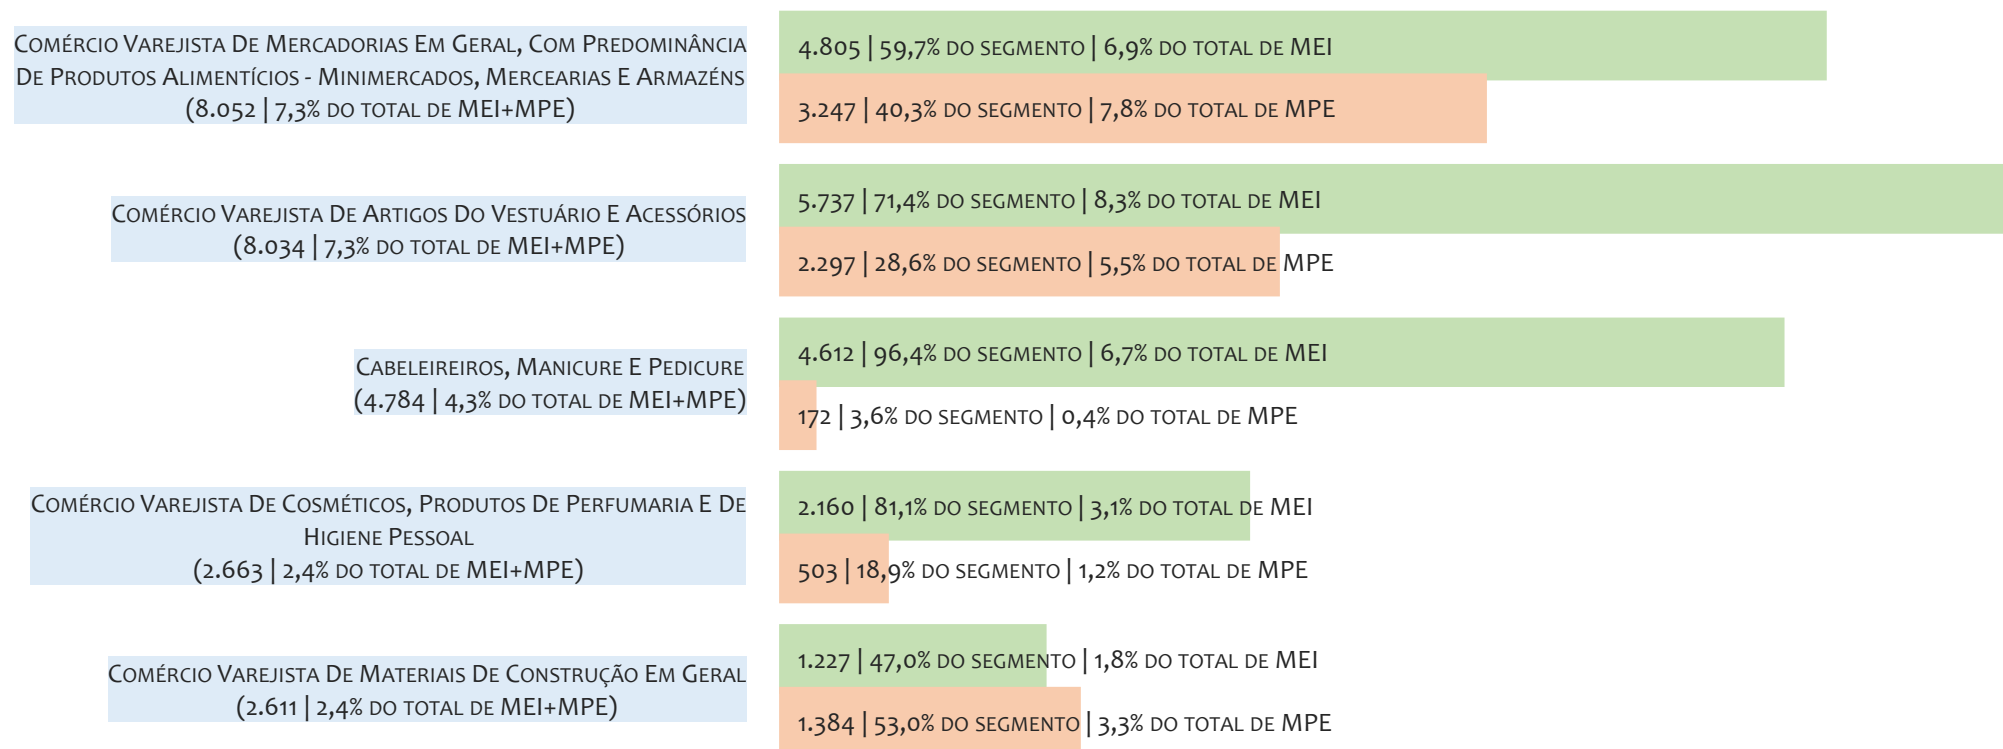 Comércio Varejista De Mercadorias Em Geral, Com Predominância
De Produtos Alimentícios - Minimercados, Mercearias E Armazéns
(8.052 | 7,3% do total de MEI+MPE)
4.805 | 59,7% do segmento | 6,9% do total de MEI
3.247 | 40,3% do segmento | 7,8% do total de MPE
Comércio Varejista De Artigos Do Vestuário E Acessórios
(8.034 | 7,3% do total de MEI+MPE)
5.737 | 71,4% do segmento | 8,3% do total de MEI
2.297 | 28,6% do segmento | 5,5% do total de MPE
Cabeleireiros, Manicure E Pedicure
(4.784 | 4,3% do total de MEI+MPE)
4.612 | 96,4% do segmento | 6,7% do total de MEI
172 | 3,6% do segmento | 0,4% do total de MPE
Comércio Varejista De Cosméticos, Produtos De Perfumaria E De
Higiene Pessoal
(2.663 | 2,4% do total de MEI+MPE)
2.160 | 81,1% do segmento | 3,1% do total de MEI
503 | 18,9% do segmento | 1,2% do total de MPE
Comércio Varejista De Materiais De Construção Em Geral
(2.611 | 2,4% do total de MEI+MPE)
1.227 | 47,0% do segmento | 1,8% do total de MEI
1.384 | 53,0% do segmento | 3,3% do total de MPE